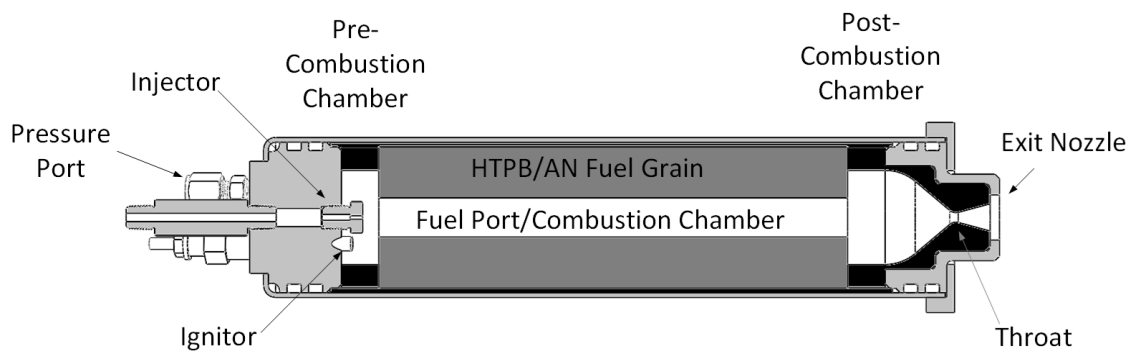 Pre-
Combustion
Chamber
Post-
Combustion
Chamber
Injector
Pressure
Port
Exit Nozzle
HTPB/AN Fuel Grain
Fuel Port/Combustion Chamber
Ignitor
Throat